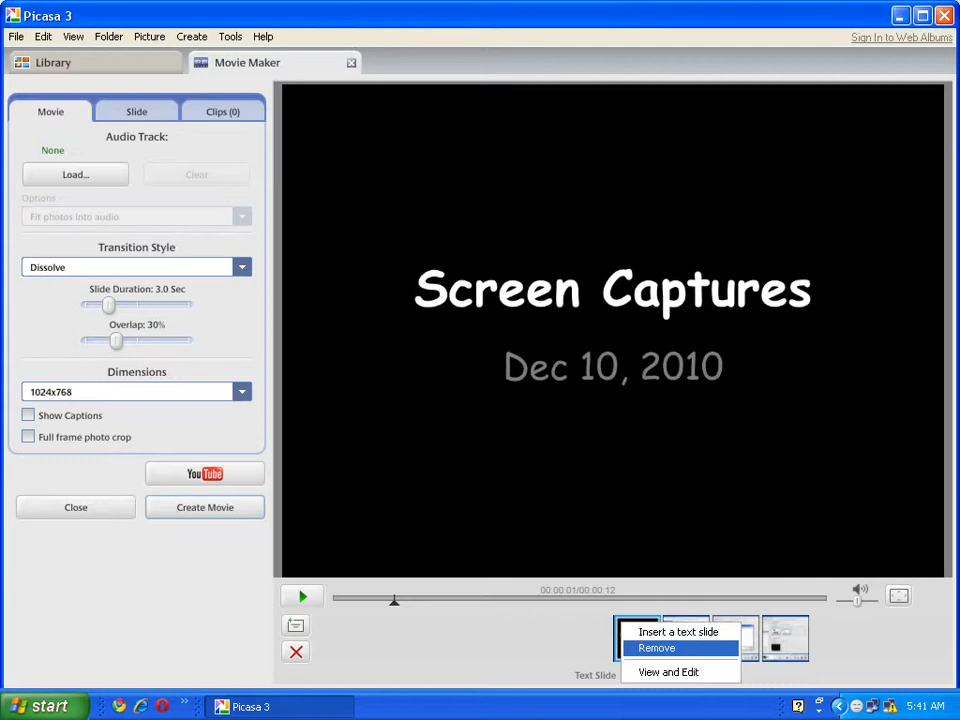 Picasa 3
File Edit View Folder Picture Create Tools Help
Sign In to Web Albums
Library
Movie Maker
Movie
Slide
Clips (0)
Audio Track:
None
Load...
Clear
Options
Fit photos into audio
Transition Style
Dissolve
Slide Duration: 3.0 Sec
Overlap: 30%
Dimensions
1024x768
Show Captions
Full frame photo crop
YouTube
Close
Create Movie
Screen Captures
Dec 10, 2010
00:00:01/00:00:12
Insert a text slide
Remove
View and Edit
Text Slide
start
Picasa 3
5:41 AM